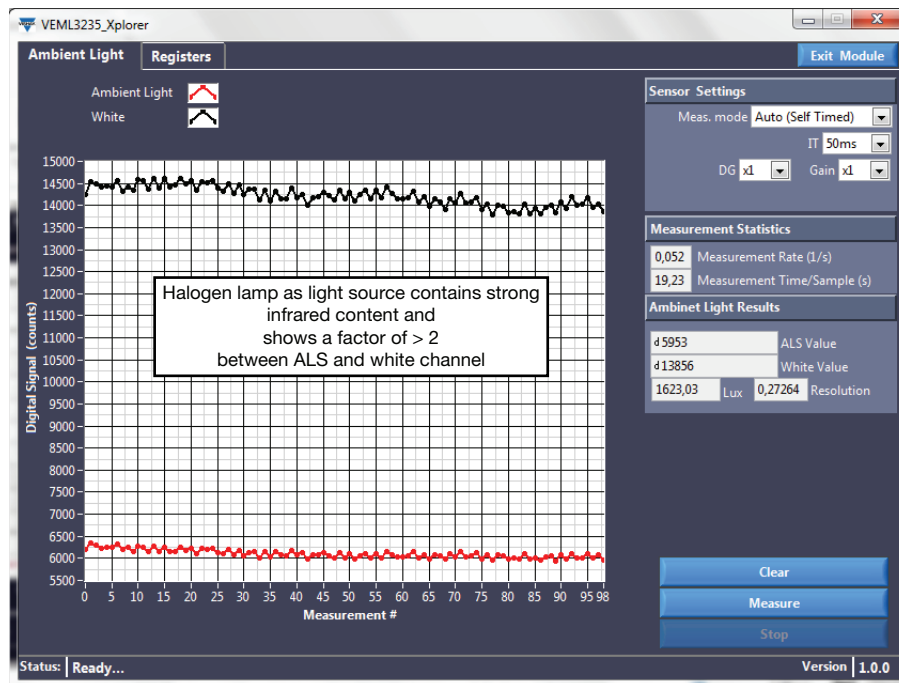 VEML3235_Xplorer
Ambient Light
Registers
Exit Module
Ambient Light
White
Sensor Settings
Meas. mode Auto (Self Timed)
IT 50ms
DG x1 Gain x1
Measurement Statistics
0,052 Measurement Rate (1/s)
19,23 Measurement Time/Sample (s)
Ambinet Light Results
d 5953 ALS Value
d 13856 White Value
1623,03 Lux 0,27264 Resolution
Digital Signal (counts)
15000
14500
14000
13500
13000
12500
12000
11500
11000
10500
10000
9500
9000
8500
8000
7500
7000
6500
6000
5500
Halogen lamp as light source contains strong
infrared content and
shows a factor of > 2
between ALS and white channel
0 5 10 15 20 25 30 35 40 45 50 55 60 65 70 75 80 85 90 95 98
Measurement #
Clear
Measure
Stop
Status: Ready...
Version 1.0.0